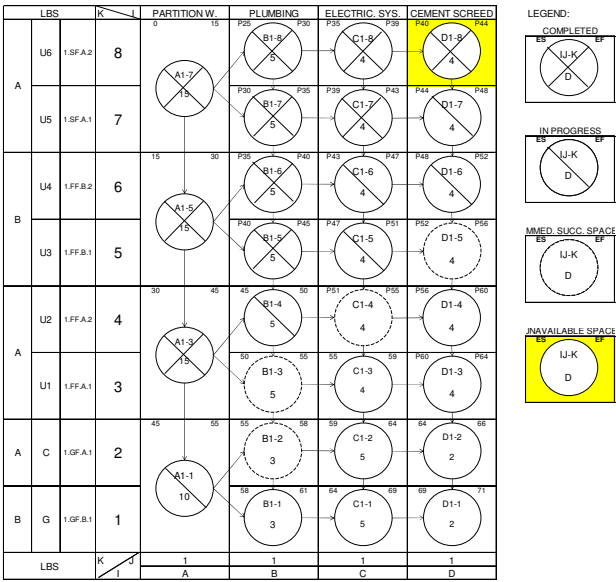 LBS K L PARTITION W. PLUMBING ELECTRIC. SYS. CEMENT SCREED LEGEND:
0 15 P25 P30 P35 P39 P40 P44 COMPLETED
A U6 1.SF.A.2 8 B1-8 5 C1-8 4 D1-8 4 ES EF IJ-K D
A1-7 15
P30 P35 P39 P43 P44 P48
U5 1.SF.A.1 7 B1-7 5 C1-7 4 D1-7 4
IN PROGRESS
ES EF IJ-K D
15 30 P35 P40 P43 P47 P48 P52
B U4 1.FF.B.2 6 B1-6 5 C1-6 4 D1-6 4
A1-5 15
P40 P45 P47 P51 P52 P56
U3 1.FF.B.1 5 B1-5 5 C1-5 4 D1-5 4
MMED. SUCC. SPACE
ES EF IJ-K D
30 45 45 50 P51 P55 P56 P60
A U2 1.FF.A.2 4 B1-4 5 C1-4 4 D1-4 4
A1-3 15
50 55 55 59 P60 P64
U1 1.FF.A.1 3 B1-3 5 C1-3 4 D1-3 4
JNAVAILABLE SPACE
ES EF IJ-K D
45 55 55 58 59 64 64 66
A C 1.GF.A.1 2 B1-2 3 C1-2 5 D1-2 2
A1-1 10
58 61 64 69 69 71
B G 1.GF.B.1 1 B1-1 3 C1-1 5 D1-1 2
LBS K J I 1 1 1 1
A B C D